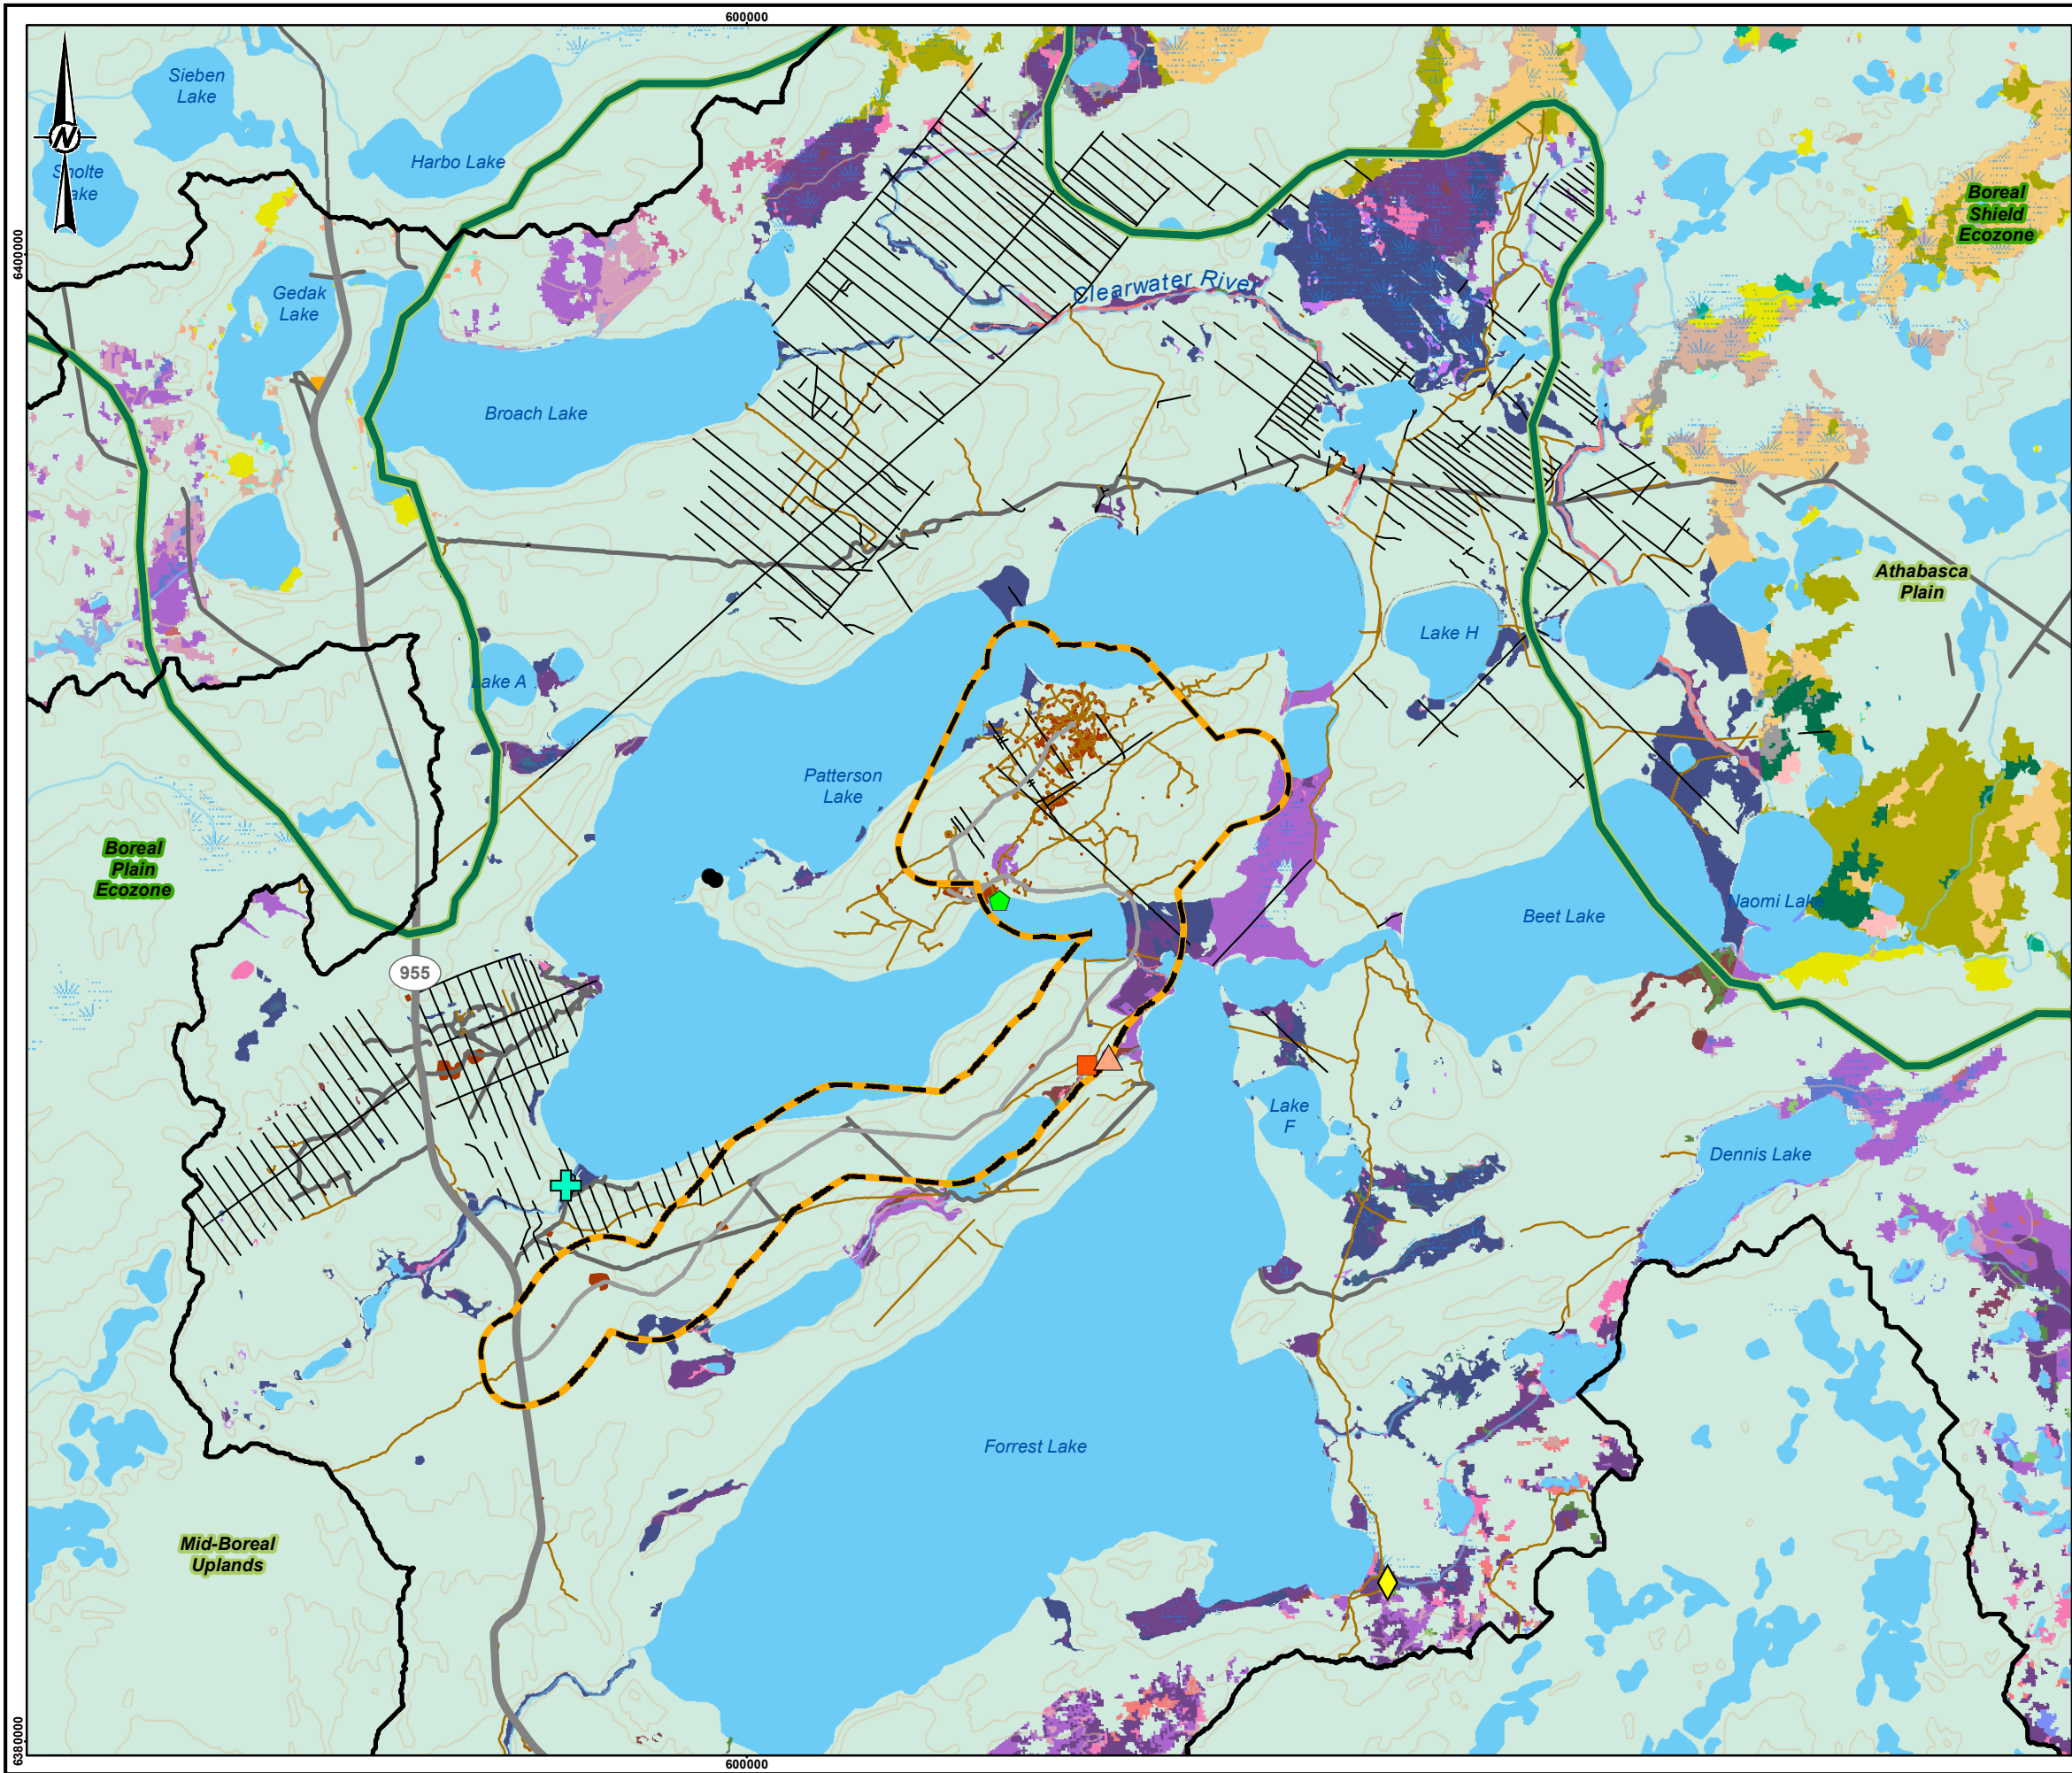 600000
Sieben
Lake
N
Harbo Lake
Sholte
Lake
Boreal
Shield
Ecozone
6400000
Gedak
Lake
Clearwater River
Broach Lake
Athabasca
Plain
Lake H
Lake A
Patterson
Lake
Boreal
Plain
Ecozone
Beet Lake
Naomi Lake
955
Lake
F
Dennis Lake
Forrest Lake
Mid-Boreal
Uplands
6380000
600000